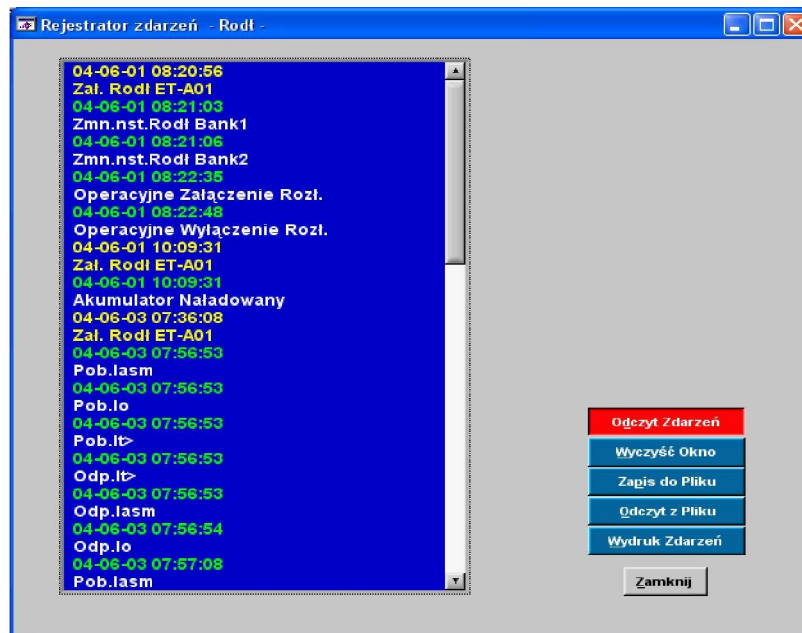 Rejestrator zdarzeń - Rodł -
04-06-01 08:20:56
Zał. Rodł ET-A01
04-06-01 08:21:03
Zmn.nst.Rodł Bank1
04-06-01 08:21:06
Zmn.nst.Rodł Bank2
04-06-01 08:22:35
Operacyjne Załączenie Rozł.
04-06-01 08:22:48
Operacyjne Wyłączenie Rozł.
04-06-01 10:09:31
Zał. Rodł ET-A01
04-06-01 10:09:31
Akumulator Naładowany
04-06-03 07:36:08
Zał. Rodł ET-A01
04-06-03 07:56:53
Pob.Iasm
04-06-03 07:56:53
Pob.Io
04-06-03 07:56:53
Pob.It>
04-06-03 07:56:53
Odp.It>
04-06-03 07:56:53
Odp.Iasm
04-06-03 07:56:54
Odp.Io
04-06-03 07:57:08
Pob.Iasm
Odczyt Zdarzeń
Wyczyść Okno
Zapis do Pliku
Odczyt z Pliku
Wydruk Zdarzeń
Zamknij